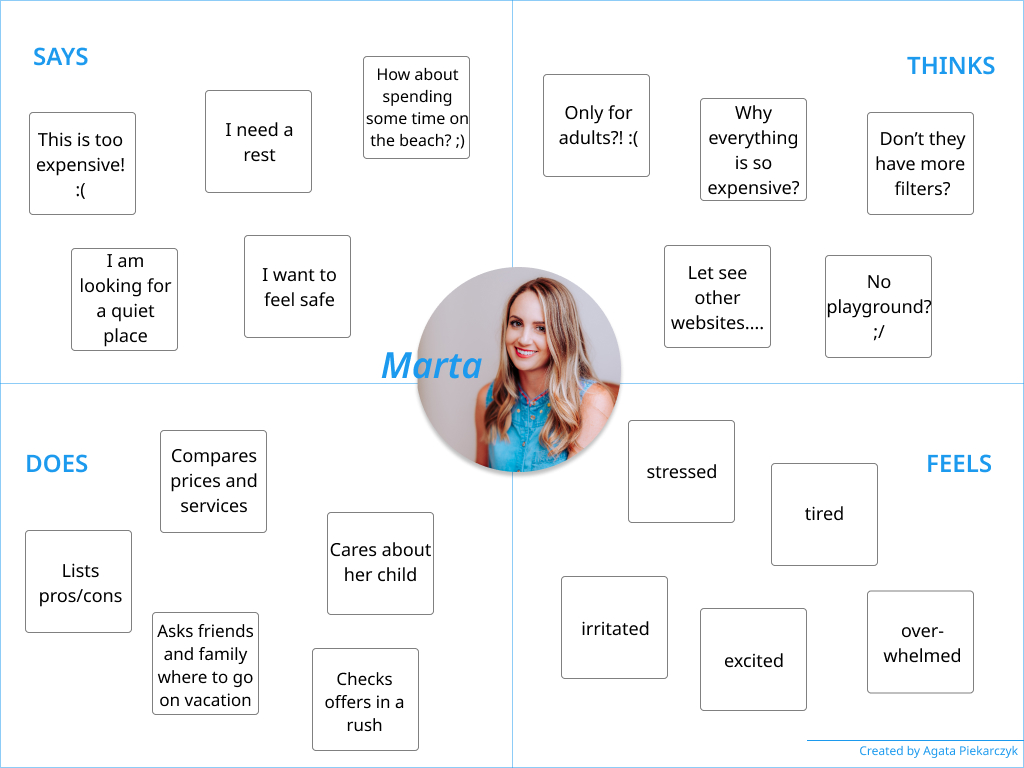 SAYS
This is too
expensive!
:(
I need a
rest
How about
spending
some time on
the beach? ;)
I am
looking for
a quiet
place
I want to
feel safe
THINKS
Only for
adults?! :(
Why
everything
is so
expensive?
Don’t they
have more
filters?
Let see
other
websites....
No
playground?
;/
Marta
DOES
Compares
prices and
services
Lists
pros/cons
Cares about
her child
Asks friends
and family
where to go
on vacation
Checks
offers in a
rush
FEELS
stressed
tired
irritated
excited
over-
whelmed
Created by Agata Piekarczyk